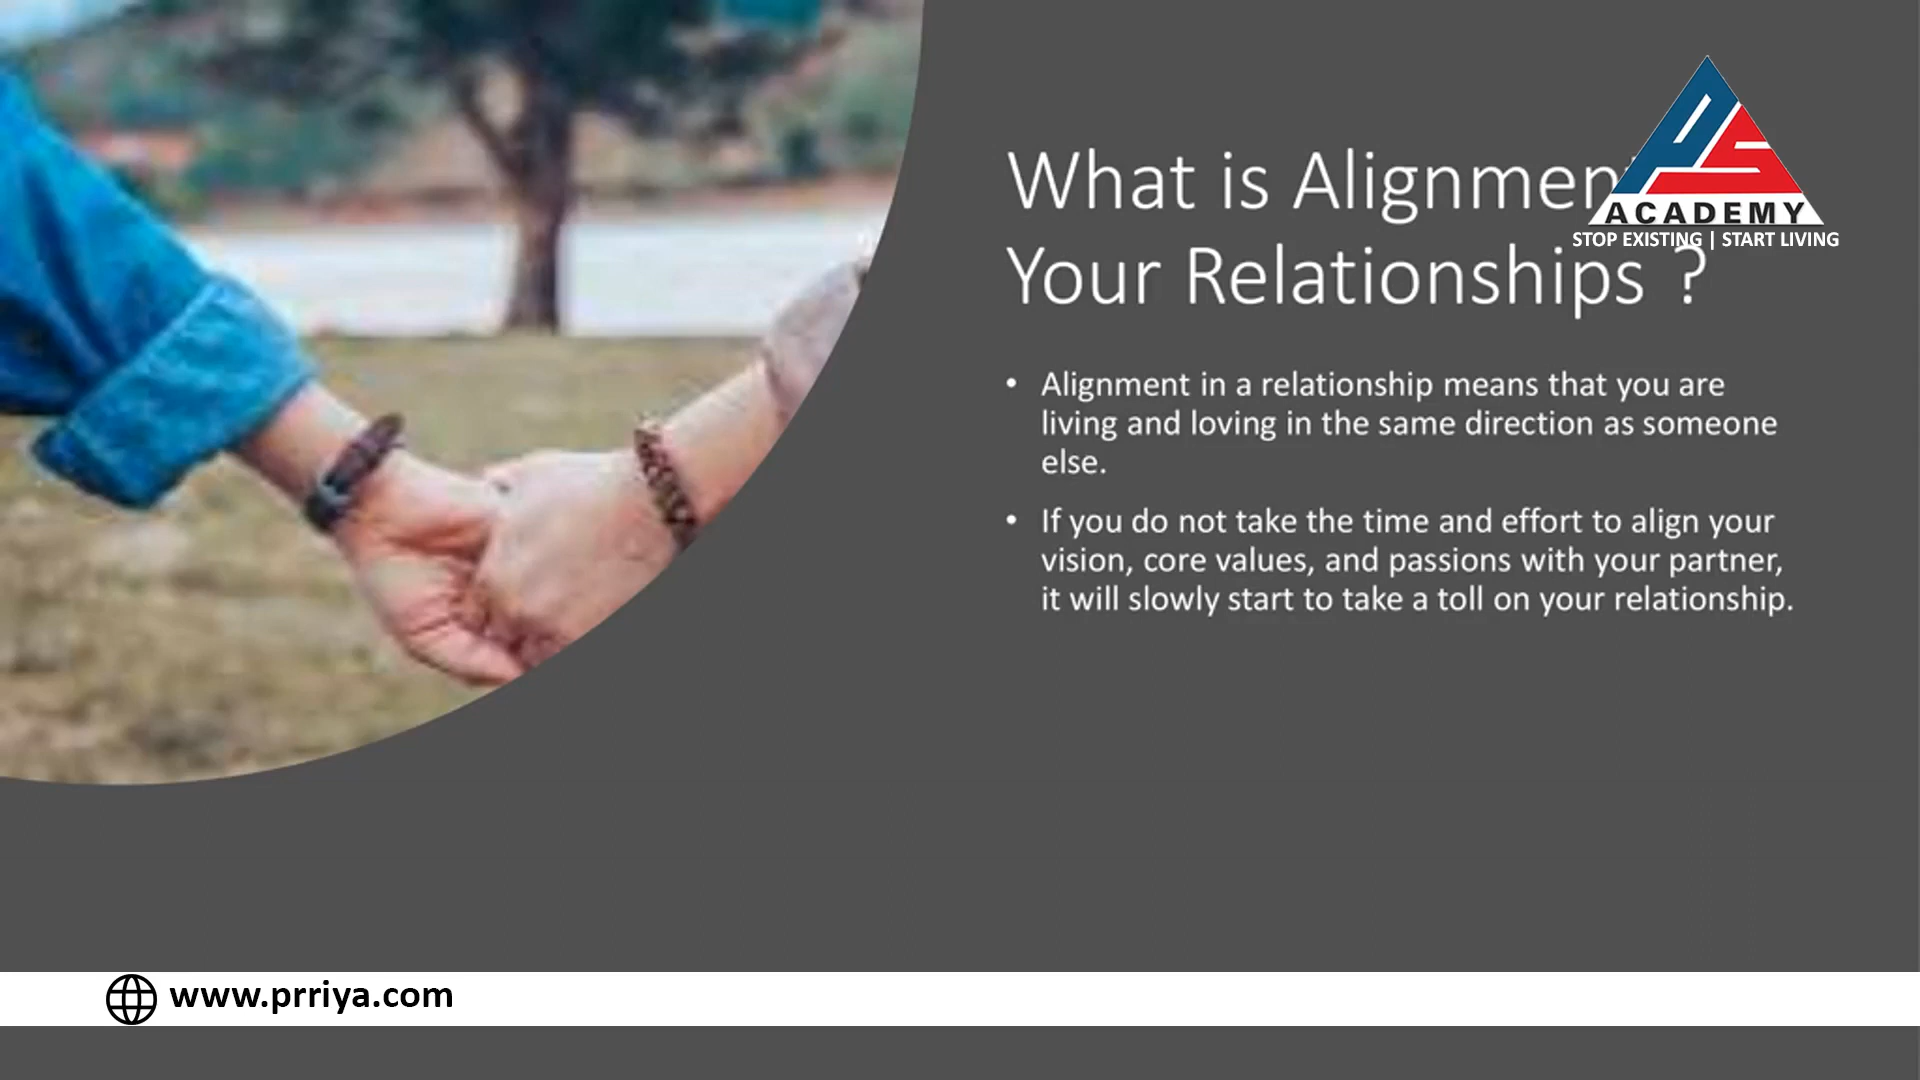 What is Alignment
Your Relationships ?
PS
ACADEMY
STOP EXISTING | START LIVING
• Alignment in a relationship means that you are
living and loving in the same direction as someone
else.
• If you do not take the time and effort to align your
vision, core values, and passions with your partner,
it will slowly start to take a toll on your relationship.
www.prriya.com